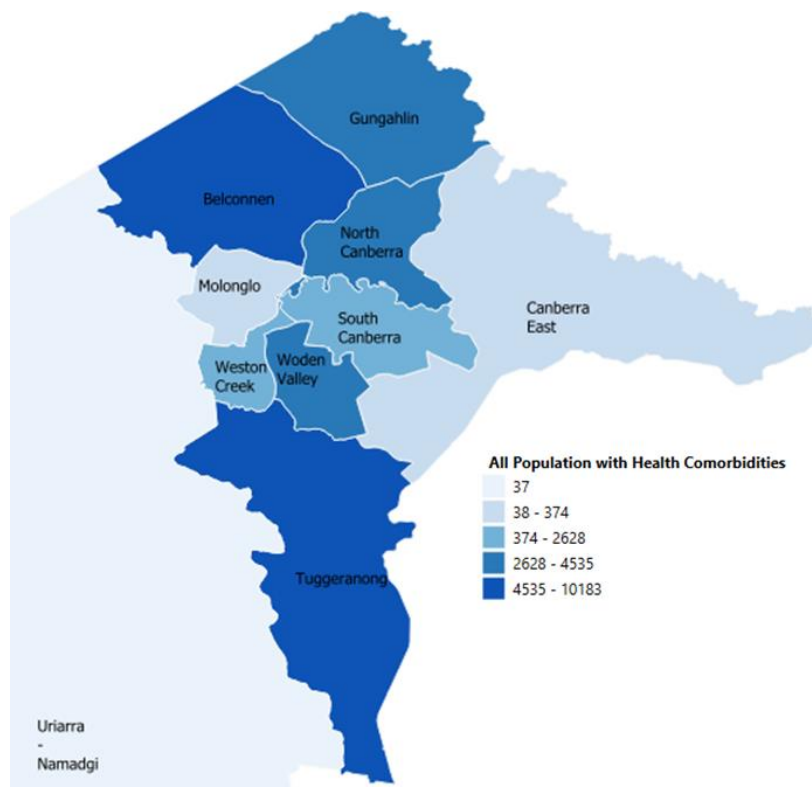 Gungahlin
Belconnen
North
Canberra
Molonglo
South
Canberra
Canberra
East
Weston
Creek
Woden
Valley
Tuggeranong
Uriarra
-
Namadgi
All Population with Health Comorbidities
37
38 - 374
374 - 2628
2628 - 4535
4535 - 10183